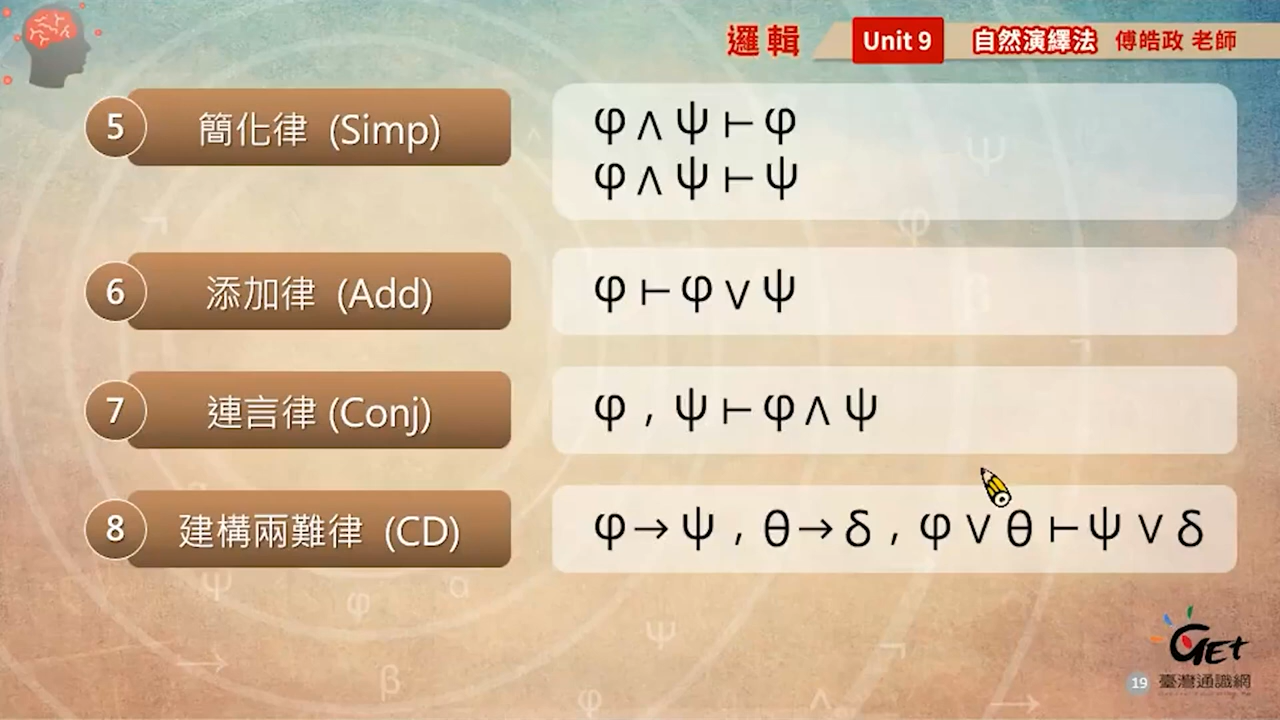 邏輯 Unit 9 自然演繹法 傅皓政 老師
5 簡化律 (Simp)
φ ∧ ψ ⊢ φ
φ ∧ ψ ⊢ ψ
6 添加律 (Add)
φ ⊢ φ ∨ ψ
7 連言律 (Conj)
φ , ψ ⊢ φ ∧ ψ
8 建構兩難律 (CD)
φ → ψ , θ → δ , φ ∨ θ ⊢ ψ ∨ δ
GET
19 臺灣通識網